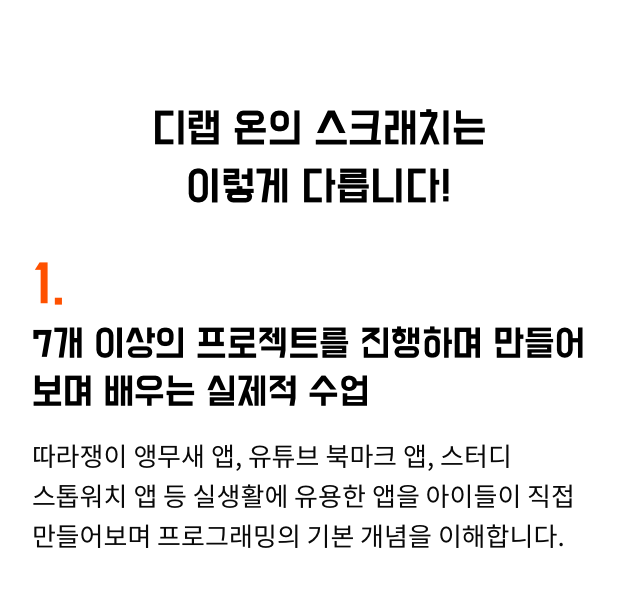 디랩 온의 스크래치는
이렇게 다릅니다!
1.
7개 이상의 프로젝트를 진행하며 만들어
보며 배우는 실제적 수업
따라쟁이 앵무새 앱, 유튜브 북마크 앱, 스터디
스톱워치 앱 등 실생활에 유용한 앱을 아이들이 직접
만들어보며 프로그래밍의 기본 개념을 이해합니다.